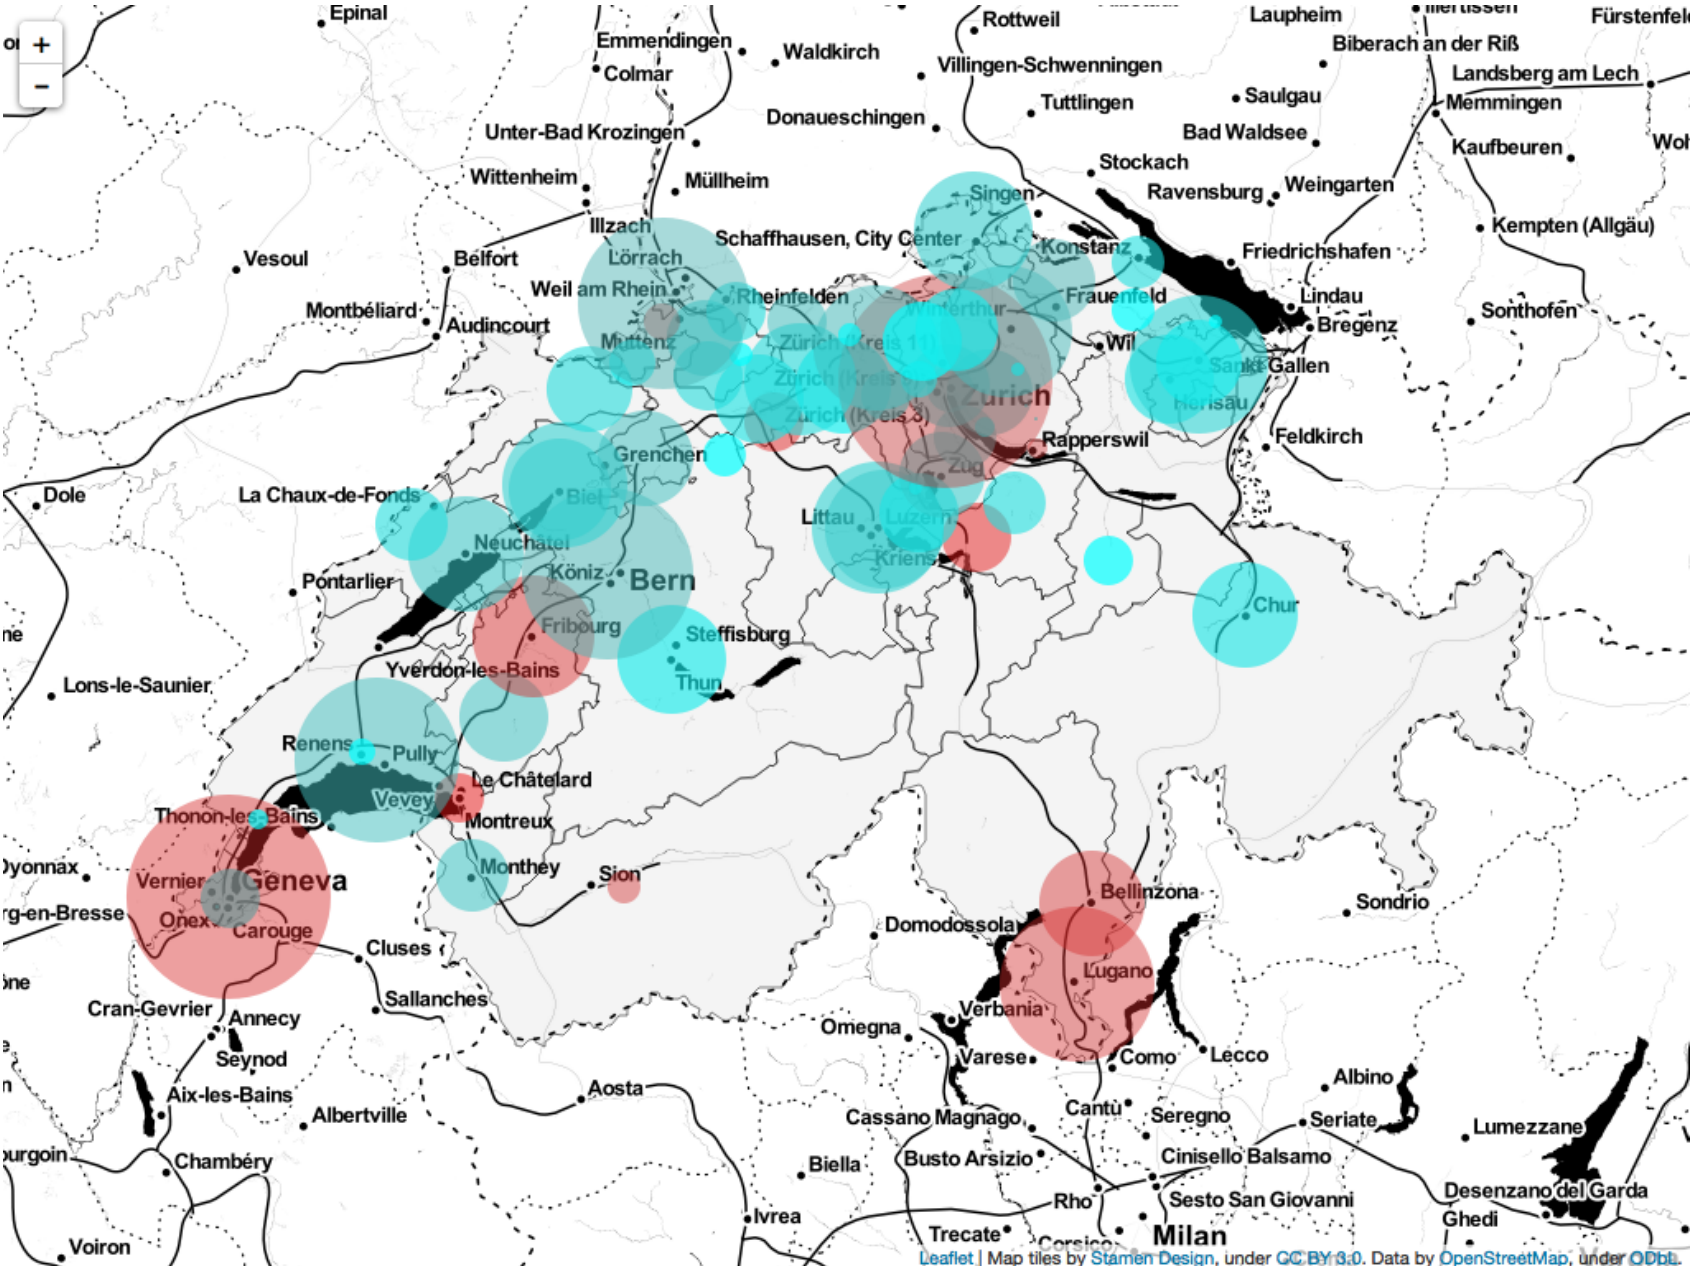 Epinal
Rottweil
Laupheim
Illertissen
+
−
Emmendingen
Waldkirch
Biberach an der Riß
Colmar
Villingen-Schwenningen
Landsberg am Lech
Saulgau
Memmingen
Tuttlingen
Donaueschingen
Unter-Bad Krozingen
Bad Waldsee
Kaufbeuren
Stockach
Wittenheim
Müllheim
Ravensburg
Weingarten
Singen
Illzach
Schaffhausen, City Center
Konstanz
Kempten (Allgäu)
Vesoul
Belfort
Lörrach
Friedrichshafen
Weil am Rhein
Rheinfelden
Frauenfeld
Lindau
Montbéliard
Audincourt
Winterthur
Bregenz
Sonthofen
Muttenz
Zürich (Kreis 11)
Wil
Sankt Gallen
Zürich (Kreis
Zurich
Herisau
Zürich (Kreis 3)
Rapperswil
Feldkirch
Grenchen
Zug
Dole
La Chaux-de-Fonds
Biel
Littau
Luzern
Neuchâtel
Kriens
Pontarlier
Köniz
Bern
Chur
Fribourg
Steffisburg
Yverdon-les-Bains
Lons-le-Saunier
Thun
Renens
Pully
Le Châtelard
Vevey
Montreux
Thonon-les-Bains
Monthey
Sion
Vernier
Geneva
Bellinzona
Onex
Carouge
Domodossola
Sondrio
Cluses
Lugano
Sallanches
Cran-Gevrier
Annecy
Verbania
Omegna
Seynod
Varese
Como
Lecco
Aix-les-Bains
Aosta
Albino
Albertville
Cantù
Cassano Magnago
Seregno
Seriate
Lumezzane
Chambéry
Biella
Busto Arsizio
Cinisello Balsamo
Rho
Sesto San Giovanni
Desenzano del Garda
Ivrea
Trecate
Milan
Ghedi
Voiron
Corsico
Leaflet | Map tiles by Stamen Design, under CC BY 3.0. Data by OpenStreetMap, under ODbL.